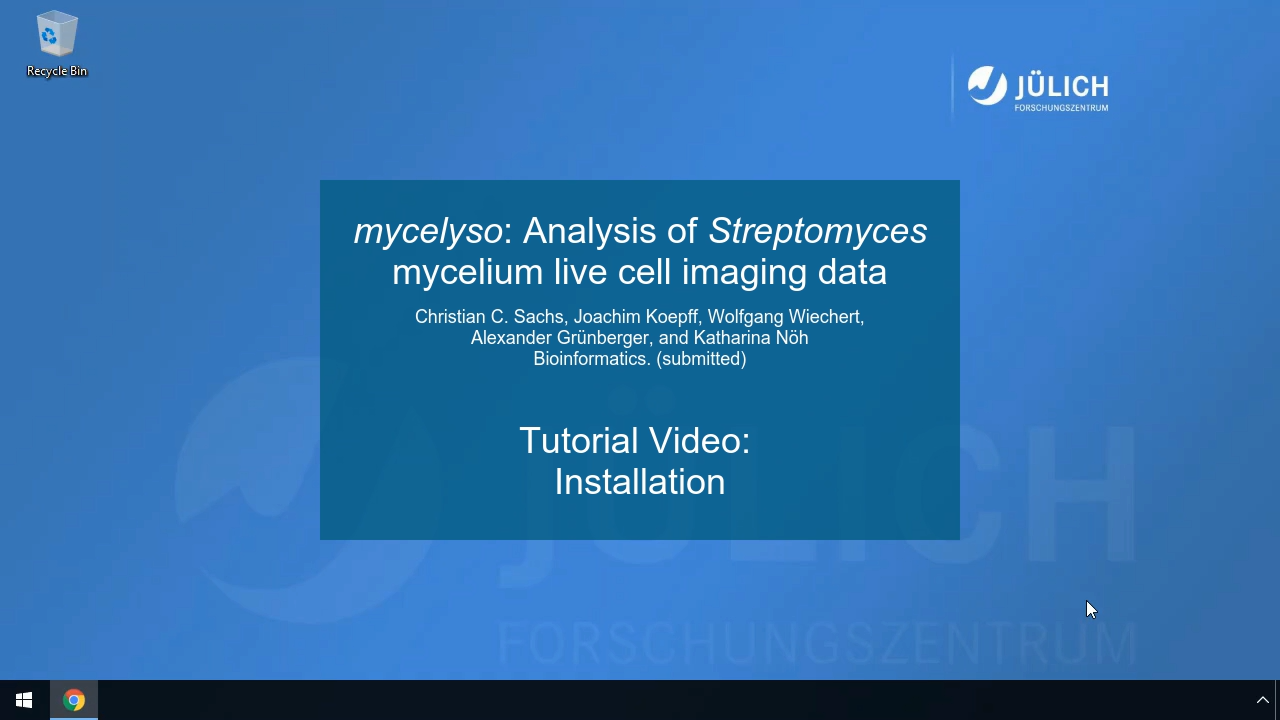 Recycle Bin
JÜLICH
FORSCHUNGSZENTRUM
mycelyso: Analysis of Streptomyces
mycelium live cell imaging data
Christian C. Sachs, Joachim Koepff, Wolfgang Wiechert,
Alexander Grünberger, and Katharina Nöh
Bioinformatics. (submitted)
Tutorial Video:
Installation
JÜLICH
FORSCHUNGSZENTRUM